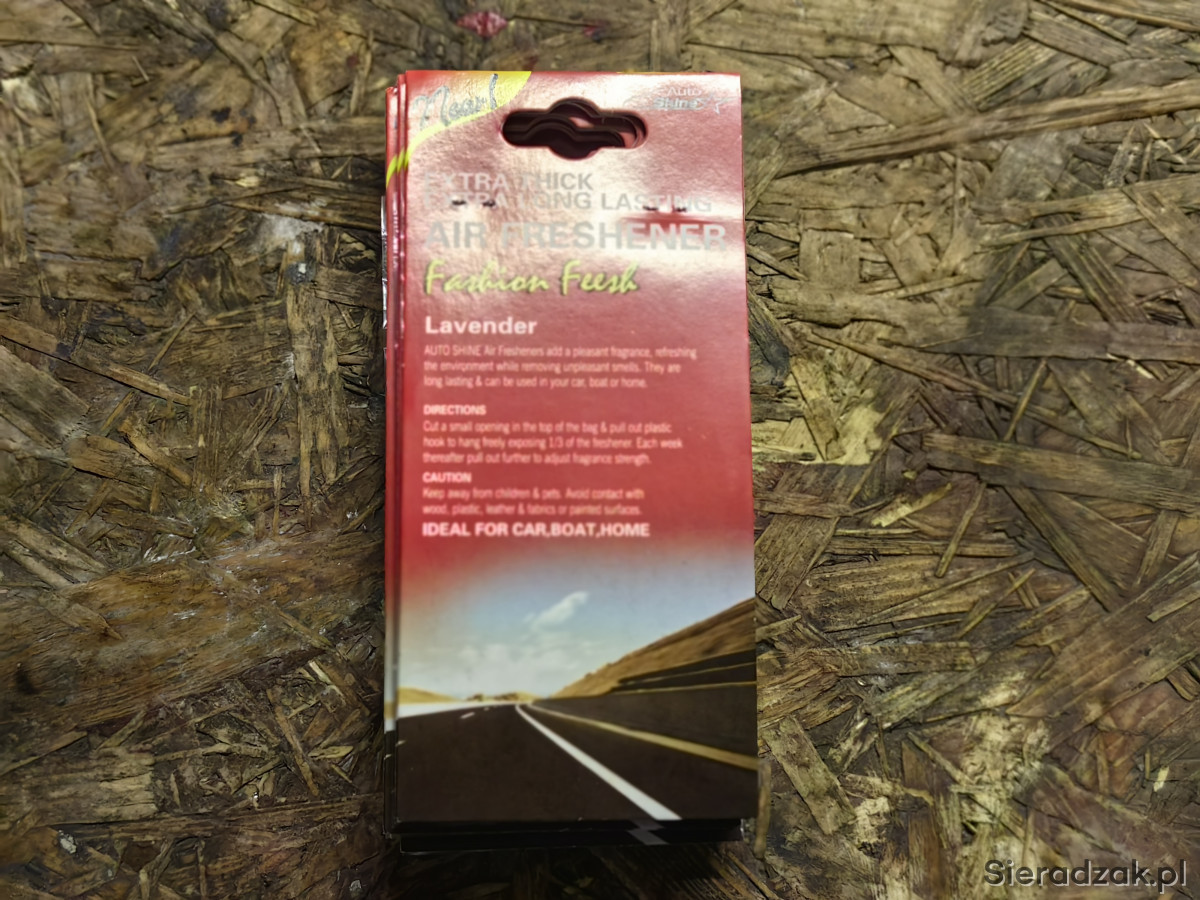 Auto
Shine
EXTRA THICK
EXTRA LONG LASTING
AIR FRESHENER
Fashion Feesh
Lavender
AUTO SHINE Air Fresheners add a pleasant fragrance, refreshing
the environment while removing unpleasant smells. They are
long lasting & can be used in your car, boat or home.
DIRECTIONS
Cut a small opening in the top of the bag & pull out plastic
hook to hang freely exposing 1/3 of the freshener. Each week
thereafter pull out further to adjust fragrance strength.
CAUTION
Keep away from children & pets. Avoid contact with
wood, plastic, leather & fabrics or painted surfaces.
IDEAL FOR CAR,BOAT,HOME
Sieradzak.pl